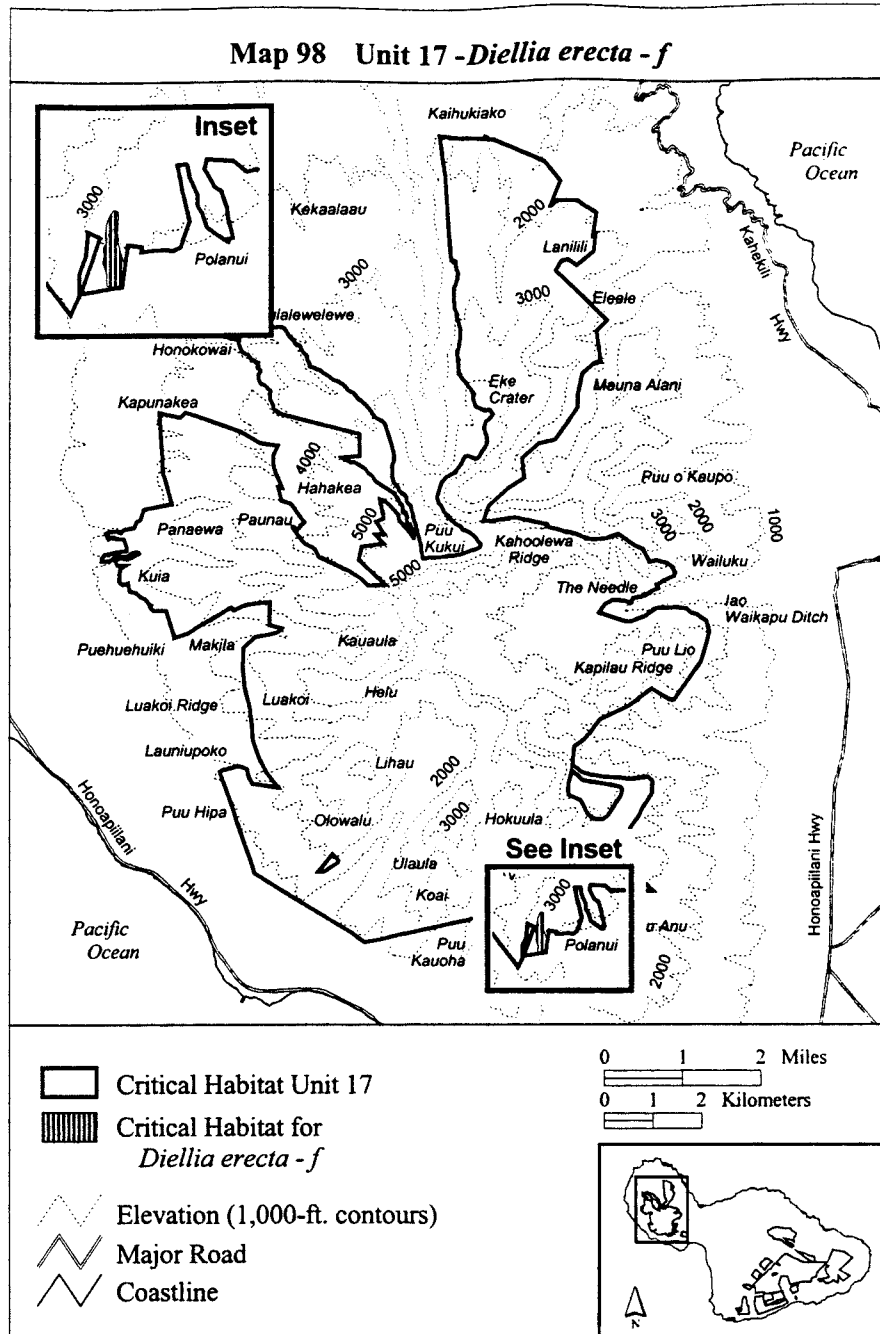 Map 98 Unit 17 -Diellia erecta - f
Inset
3000
Polanui
Kaihukiako
Pacific
Ocean
Kahekili
Hwy
Kekaalaau
2000
Lanilili
3000
3000
Eleele
lalewelewe
Honokowai
Eke
Crater
Mauna Alani
Kapunakea
4000
Hahakea
Puu o Kaupo
Panaewa
Paunau
5000
Puu
Kukui
Kahoolewa
Ridge
3000
2000
1000
Wailuku
Kuia
5000
The Needle
Iao
Waikapu Ditch
Puehuehuiki
Makila
Kauaula
Puu Lio
Kapilau Ridge
Luakoi Ridge
Luakoi
Helu
Launiupoko
Lihau
2000
Puu Hipa
Olowalu
3000
Hokuula
Honoapiilani
Hwy
Ulaula
See Inset
Honoapiilani Hwy
Koai
3000
Polanui
u Anu
Pacific
Ocean
Puu
Kauoha
2000
Critical Habitat Unit 17
Critical Habitat for
Diellia erecta - f
Elevation (1,000-ft. contours)
Major Road
Coastline
0 1 2 Miles
0 1 2 Kilometers
N